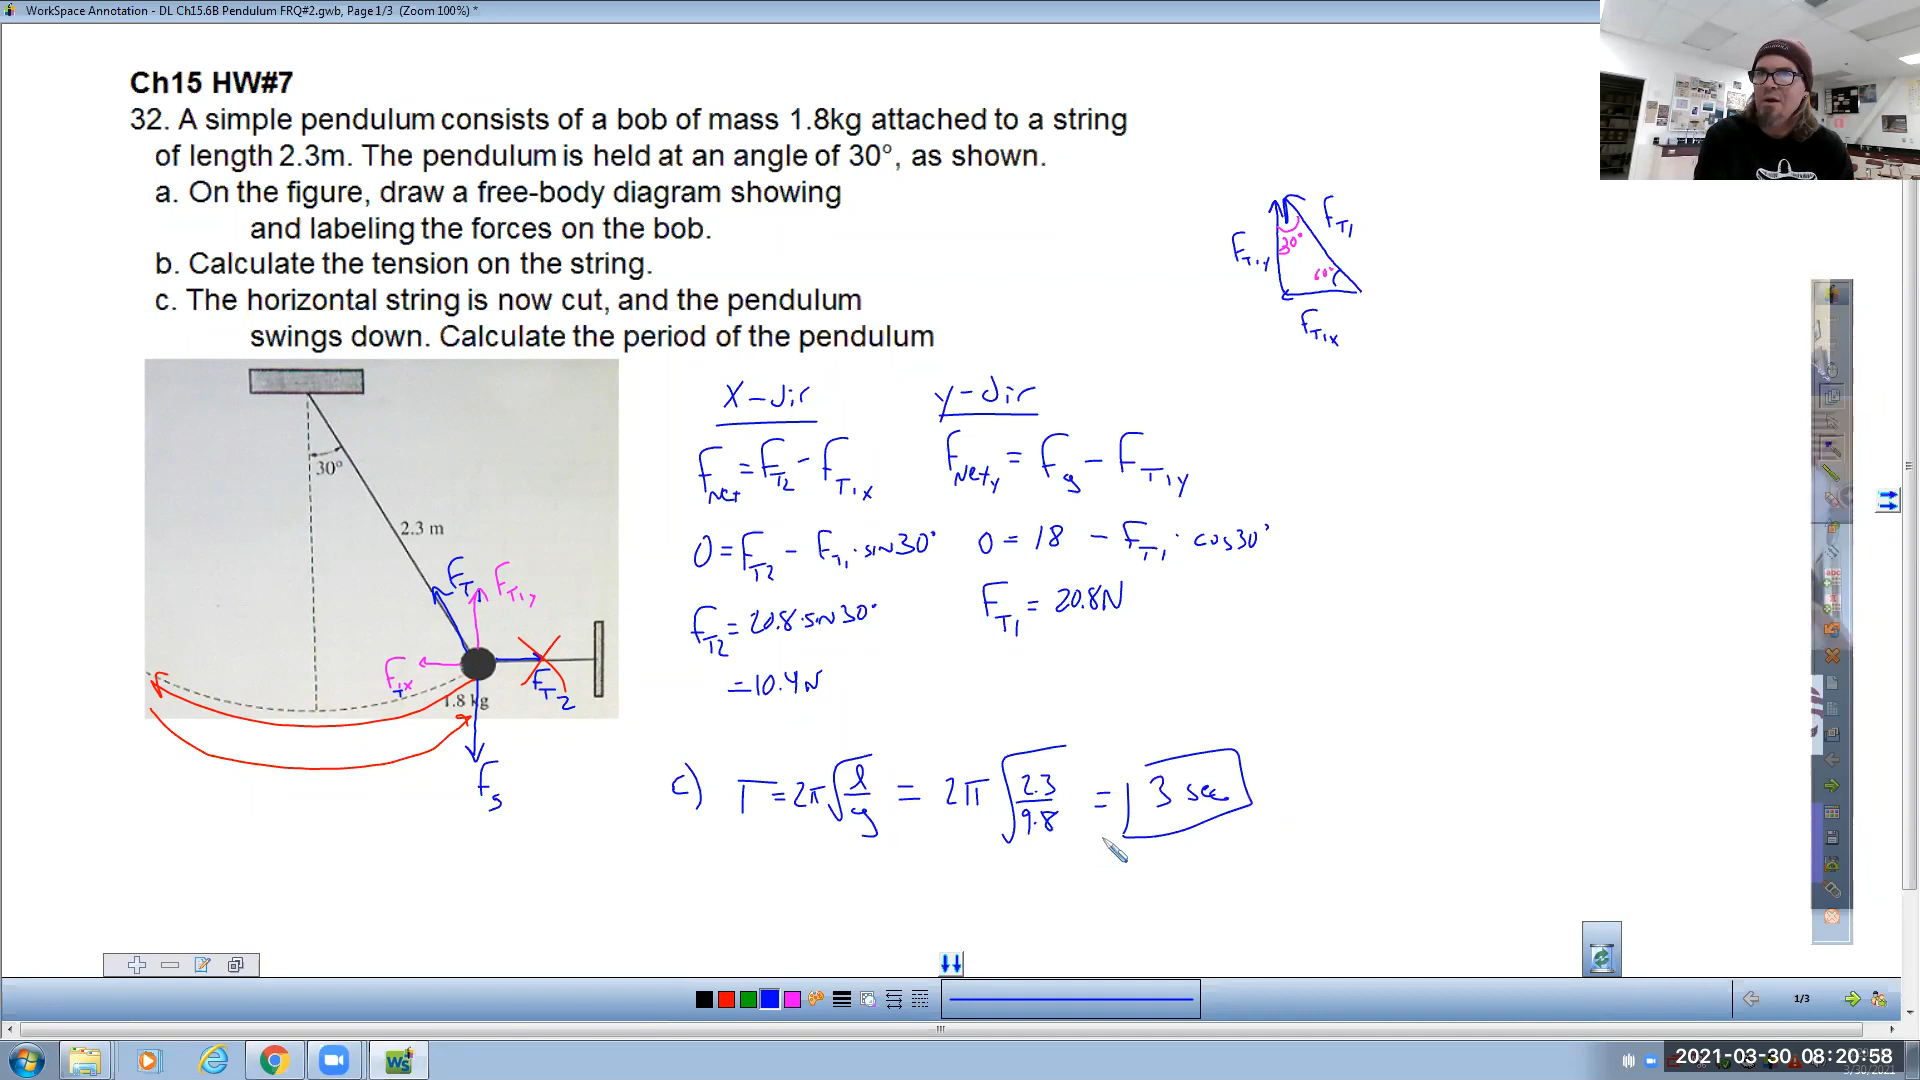 WorkSpace Annotation - DL Ch15.6B Pendulum FRQ#2.gwb, Page 1/3 (Zoom 100%) *
Ch15 HW#7
32. A simple pendulum consists of a bob of mass 1.8kg attached to a string
of length 2.3m. The pendulum is held at an angle of 30°, as shown.
a. On the figure, draw a free-body diagram showing
and labeling the forces on the bob.
b. Calculate the tension on the string.
c. The horizontal string is now cut, and the pendulum
swings down. Calculate the period of the pendulum
F_T1
F_T1y
30°
60°
F_T1x
30°
2.3 m
F_T1
F_T1y
F_T1x
F_T2
1.8 kg
F_g
x-dir
F_Net = F_T2 - F_T1x
0 = F_T2 - F_T1 · sin30°
F_T2 = 20.8 · sin30°
= 10.4N
y-dir
F_Nety = F_g - F_T1y
0 = 18 - F_T1 · cos30°
F_T1 = 20.8N
c) T = 2π√(l/g) = 2π√(2.3/9.8) = 3 sec
1/3
2021-03-30 08:20:58